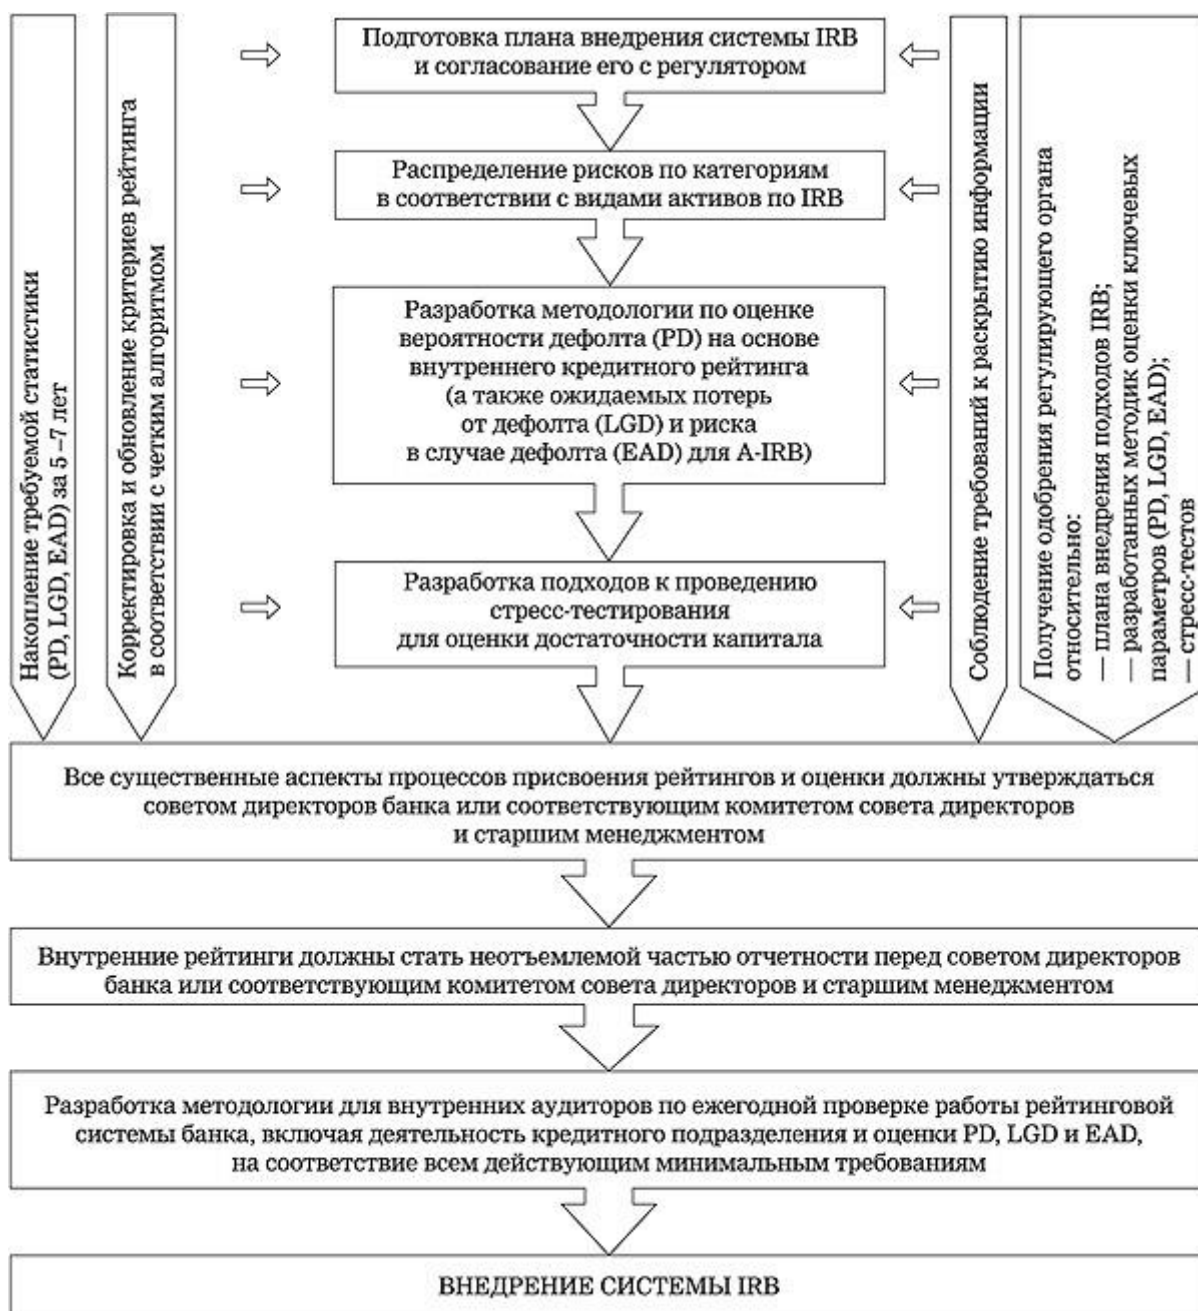 Накопление требуемой статистики
(PD, LGD, EAD) за 5 –7 лет
Корректировка и обновление критериев рейтинга
в соответствии с четким алгоритмом
Подготовка плана внедрения системы IRB
и согласование его с регулятором
Распределение рисков по категориям
в соответствии с видами активов по IRB
Разработка методологии по оценке
вероятности дефолта (PD) на основе
внутреннего кредитного рейтинга
(а также ожидаемых потерь
от дефолта (LGD) и риска
в случае дефолта (EAD) для A-IRB)
Разработка подходов к проведению
стресс-тестирования
для оценки достаточности капитала
Соблюдение требований к раскрытию информации
Получение одобрения регулирующего органа
относительно:
— плана внедрения подходов IRB;
— разработанных методик оценки ключевых
параметров (PD, LGD, EAD);
— стресс-тестов
Все существенные аспекты процессов присвоения рейтингов и оценки должны утверждаться
советом директоров банка или соответствующим комитетом совета директоров
и старшим менеджментом
Внутренние рейтинги должны стать неотъемлемой частью отчетности перед советом директоров
банка или соответствующим комитетом совета директоров и старшим менеджментом
Разработка методологии для внутренних аудиторов по ежегодной проверке работы рейтинговой
системы банка, включая деятельность кредитного подразделения и оценки PD, LGD и EAD,
на соответствие всем действующим минимальным требованиям
ВНЕДРЕНИЕ СИСТЕМЫ IRB